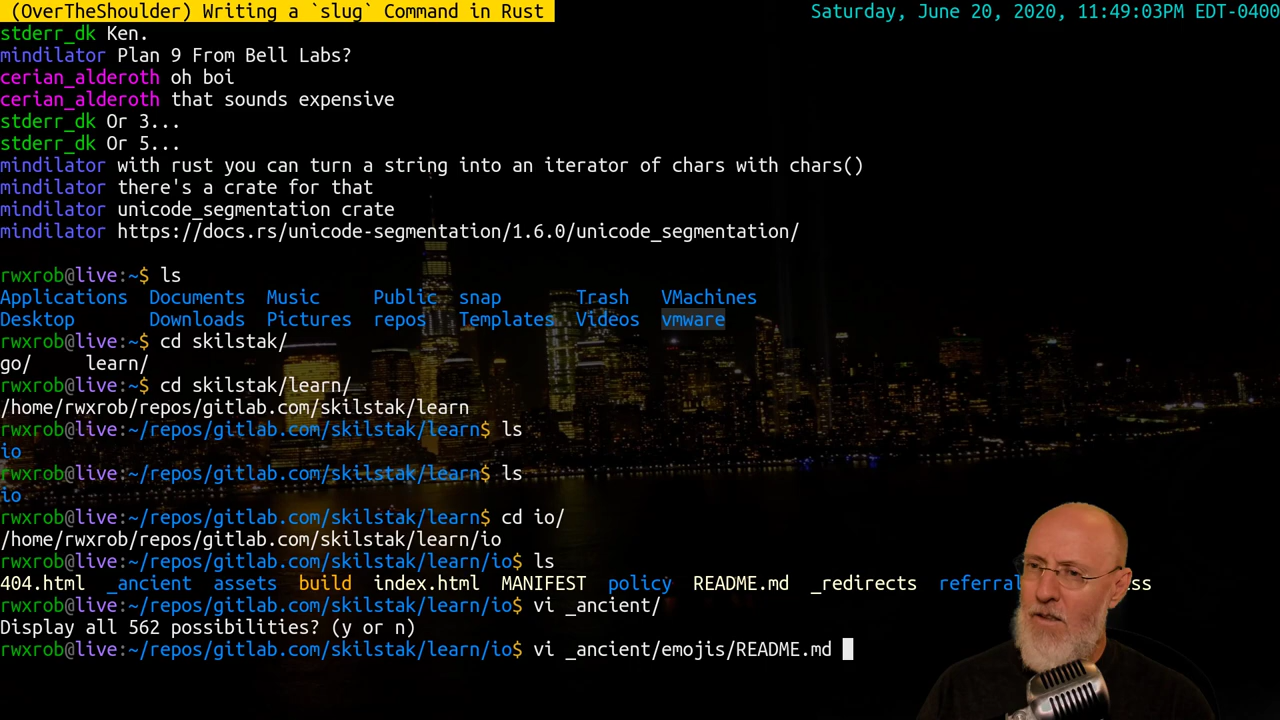 (OverTheShoulder) Writing a `slug` Command in Rust
Saturday, June 20, 2020, 11:49:03PM EDT-0400
stderr_dk Ken.
mindilator Plan 9 From Bell Labs?
cerian_alderoth oh boi
cerian_alderoth that sounds expensive
stderr_dk Or 3...
stderr_dk Or 5...
mindilator with rust you can turn a string into an iterator of chars with chars()
mindilator there's a crate for that
mindilator unicode_segmentation crate
mindilator https://docs.rs/unicode-segmentation/1.6.0/unicode_segmentation/
rwxrob@live:~$ ls
Applications Documents Music Public snap Trash VMachines
Desktop Downloads Pictures repos Templates Videos vmware
rwxrob@live:~$ cd skilstak/
go/ learn/
rwxrob@live:~$ cd skilstak/learn/
/home/rwxrob/repos/gitlab.com/skilstak/learn
rwxrob@live:~/repos/gitlab.com/skilstak/learn$ ls
io
rwxrob@live:~/repos/gitlab.com/skilstak/learn$ ls
io
rwxrob@live:~/repos/gitlab.com/skilstak/learn$ cd io/
/home/rwxrob/repos/gitlab.com/skilstak/learn/io
rwxrob@live:~/repos/gitlab.com/skilstak/learn/io$ ls
404.html _ancient assets build index.html MANIFEST policy README.md _redirects referral ss
rwxrob@live:~/repos/gitlab.com/skilstak/learn/io$ vi _ancient/
Display all 562 possibilities? (y or n)
rwxrob@live:~/repos/gitlab.com/skilstak/learn/io$ vi _ancient/emojis/README.md